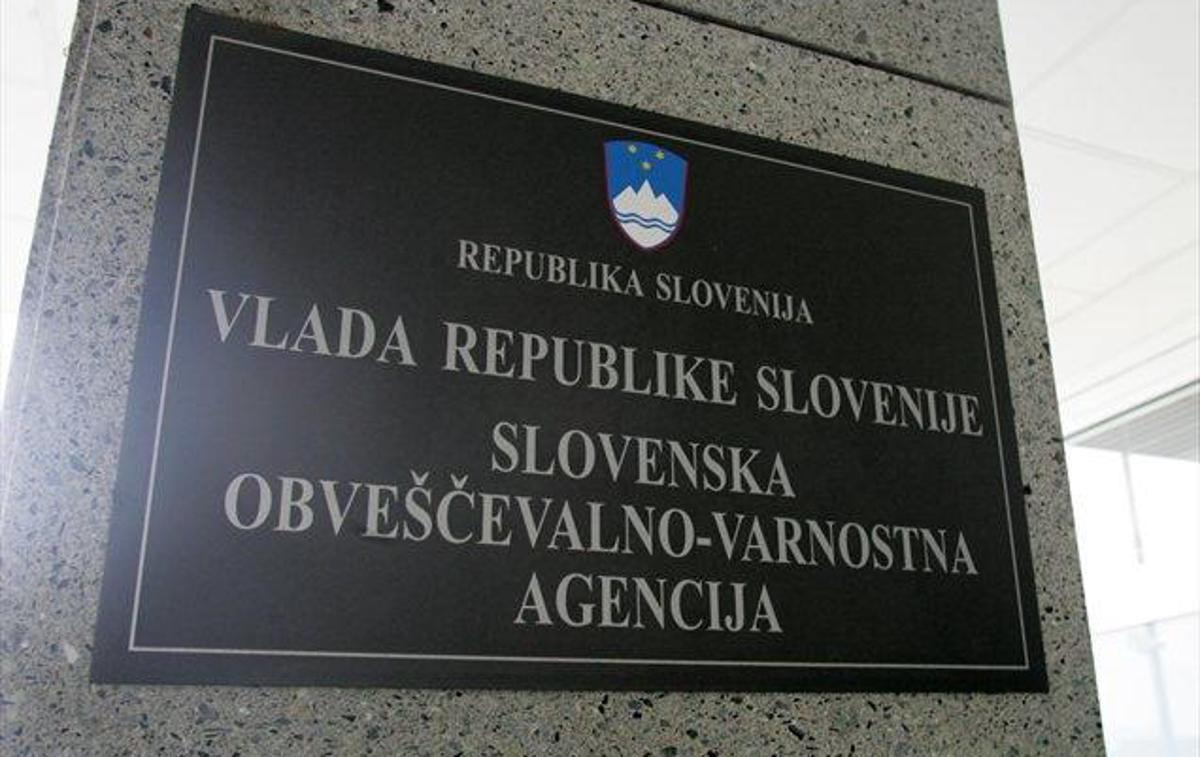 REPUBLIKA SLOVENIJA
VLADA REPUBLIKE SLOVENIJE
SLOVENSKA
OBVEŠČEVALNO-VARNOSTNA
AGENCIJA